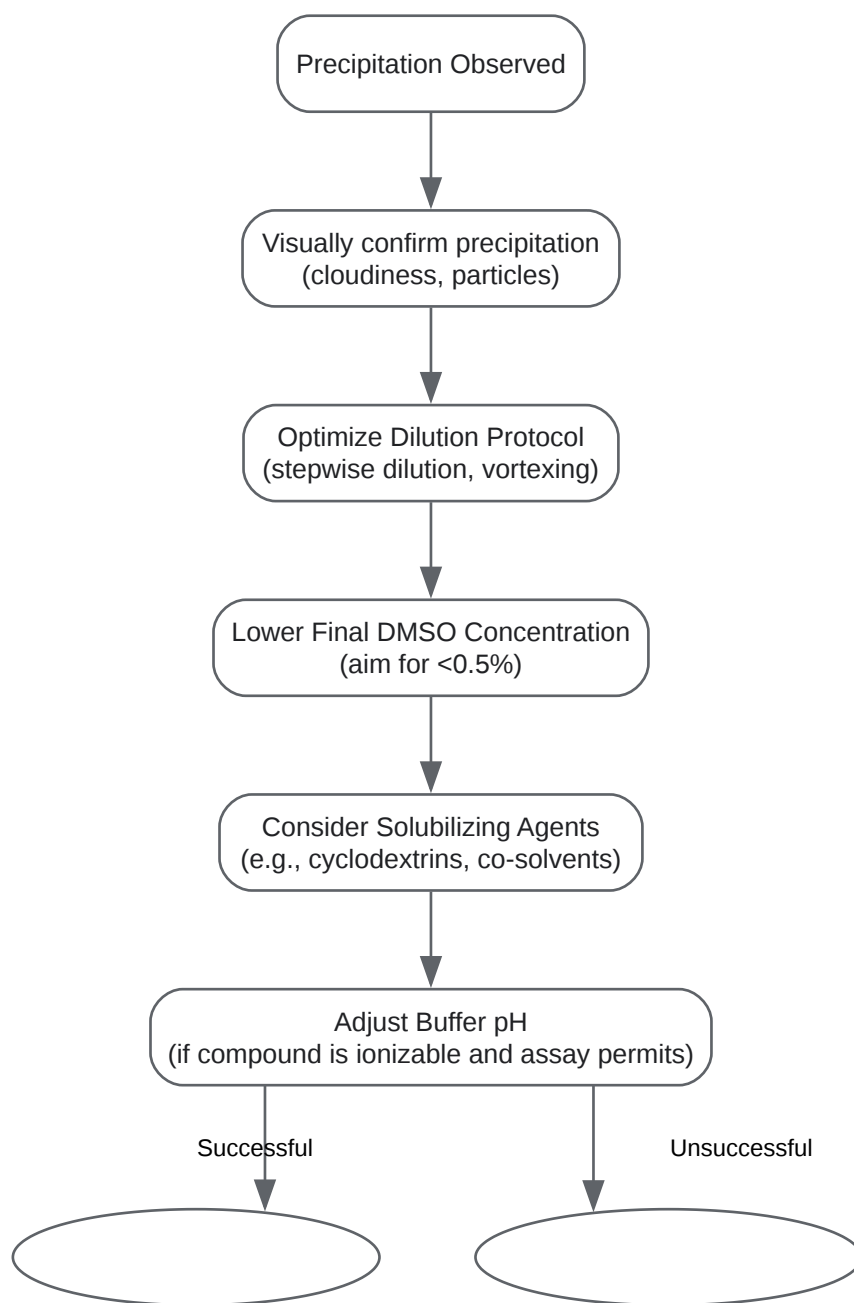 Precipitation Observed
Visually confirm precipitation
(cloudiness, particles)
Optimize Dilution Protocol
(stepwise dilution, vortexing)
Lower Final DMSO Concentration
(aim for <0.5%)
Consider Solubilizing Agents
(e.g., cyclodextrins, co-solvents)
Adjust Buffer pH
(if compound is ionizable and assay permits)
Successful
Unsuccessful